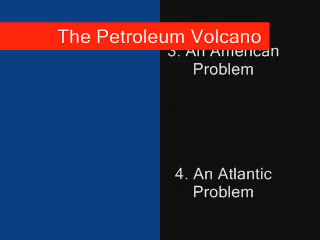 The Petroleum Volcano
3. An American
Problem
4. An Atlantic
Problem